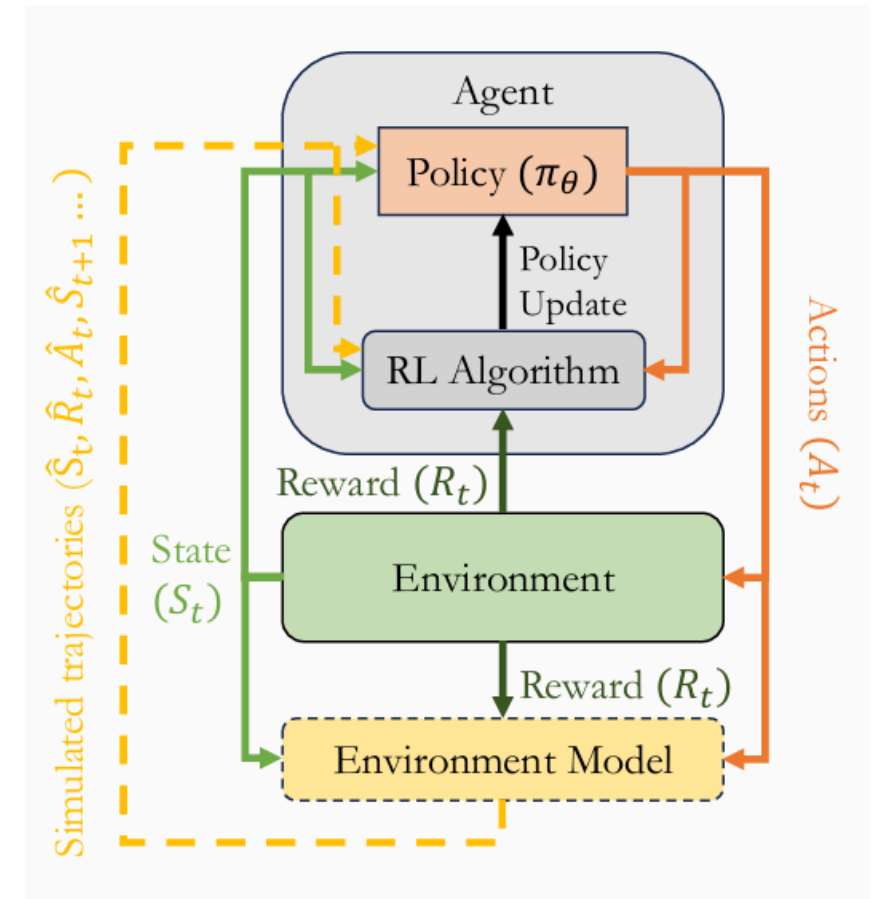 Agent
Policy (π_θ)
Policy
Update
RL Algorithm
Reward (R_t)
State
(S_t)
Environment
Reward (R_t)
Environment Model
Actions (A_t)
Simulated trajectories (Ŝ_t, R̂_t, Â_t, Ŝ_{t+1} ...)